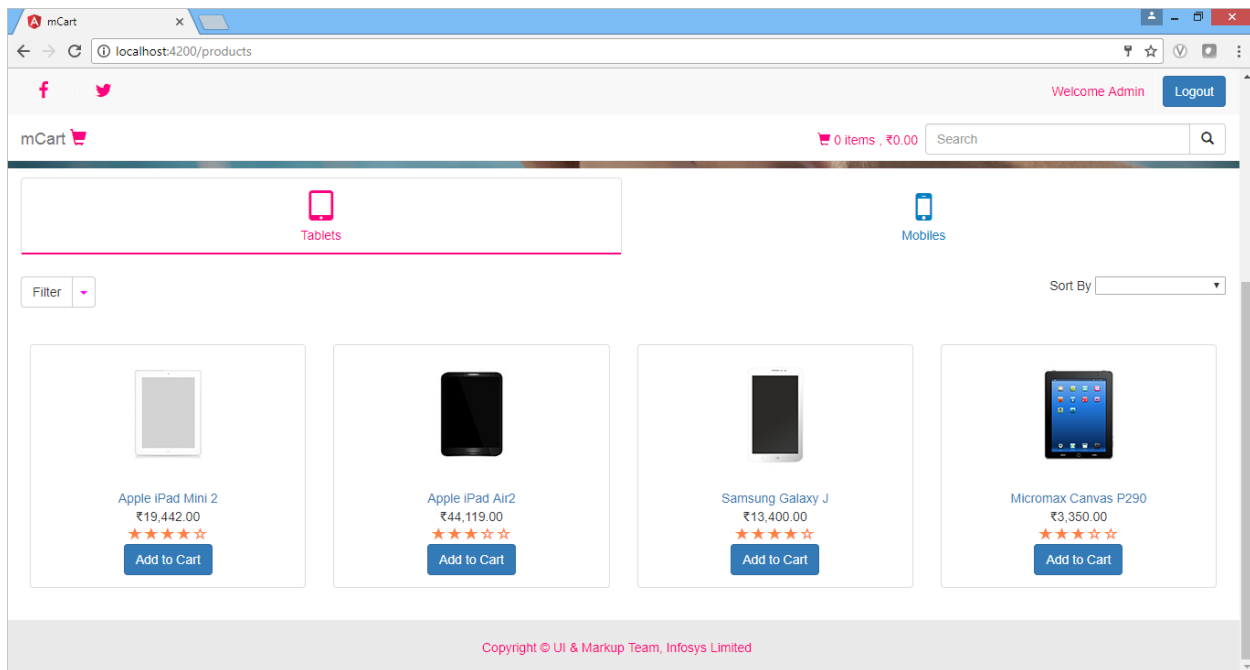 mCart
localhost:4200/products
Welcome Admin
Logout
mCart
0 items , ₹0.00
Search
Tablets
Mobiles
Filter
Sort By
Apple iPad Mini 2
₹19,442.00
Add to Cart
Apple iPad Air2
₹44,119.00
Add to Cart
Samsung Galaxy J
₹13,400.00
Add to Cart
Micromax Canvas P290
₹3,350.00
Add to Cart
Copyright © UI & Markup Team, Infosys Limited